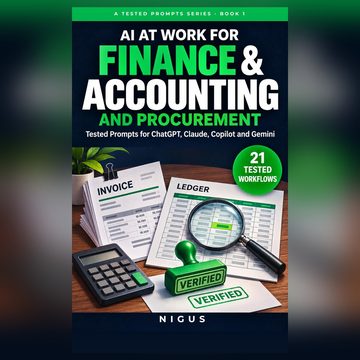 A TESTED PROMPTS SERIES - BOOK 1
AI AT WORK FOR
FINANCE &
ACCOUNTING
AND PROCUREMENT
Tested Prompts for ChatGPT, Claude, Copilot and Gemini
21
TESTED
WORKFLOWS
INVOICE
LEDGER
VERIFIED
VERIFIED
NIGUS